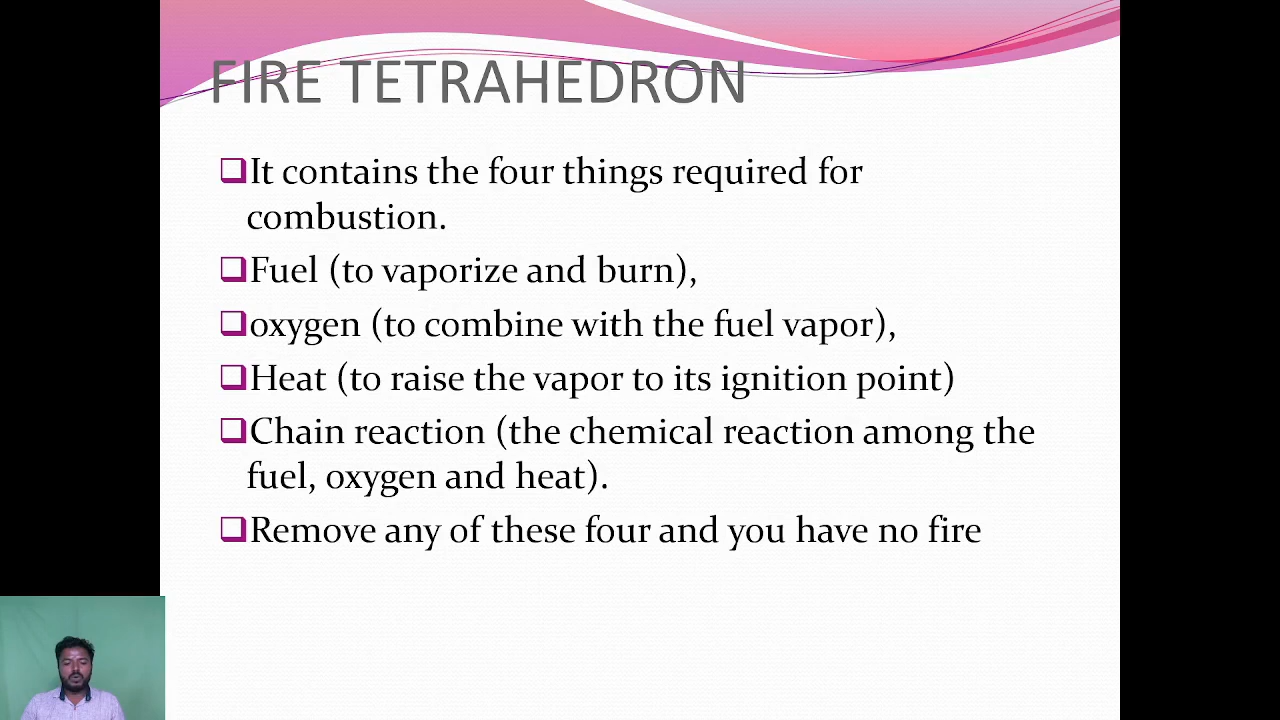 FIRE TETRAHEDRON
It contains the four things required for
combustion.
Fuel (to vaporize and burn),
oxygen (to combine with the fuel vapor),
Heat (to raise the vapor to its ignition point)
Chain reaction (the chemical reaction among the
fuel, oxygen and heat).
Remove any of these four and you have no fire